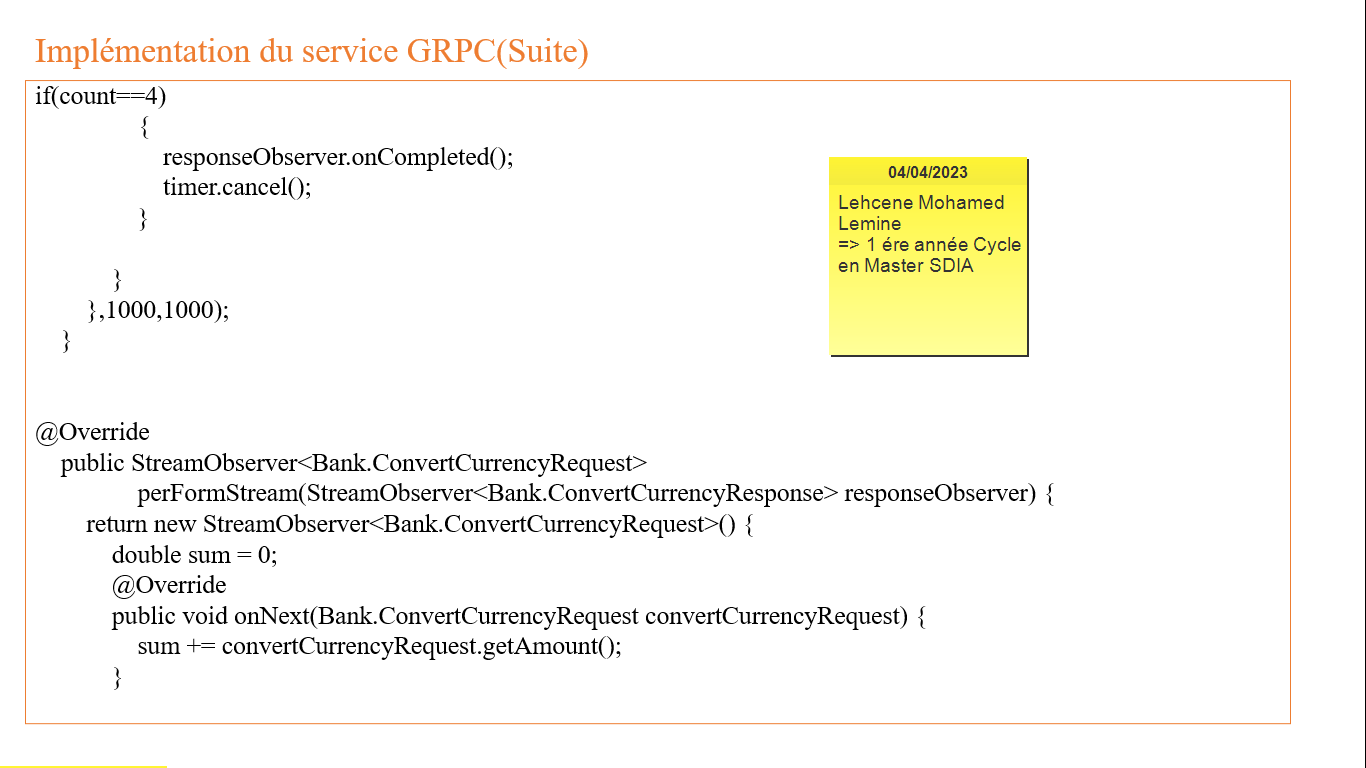 Implémentation du service GRPC(Suite)
if(count==4)
{
responseObserver.onCompleted();
timer.cancel();
}
}
},1000,1000);
}
04/04/2023
Lehcene Mohamed
Lemine
=> 1 ére année Cycle
en Master SDIA
@Override
public StreamObserver<Bank.ConvertCurrencyRequest>
perFormStream(StreamObserver<Bank.ConvertCurrencyResponse> responseObserver) {
return new StreamObserver<Bank.ConvertCurrencyRequest>() {
double sum = 0;
@Override
public void onNext(Bank.ConvertCurrencyRequest convertCurrencyRequest) {
sum += convertCurrencyRequest.getAmount();
}